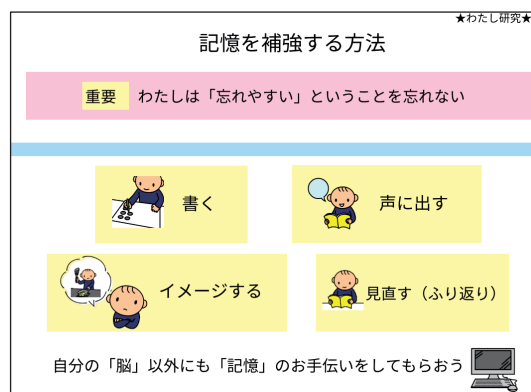 ★わたし研究★
記憶を補強する方法
重要 わたしは「忘れやすい」ということを忘れない
書く
声に出す
イメージする
見直す（ふり返り）
自分の「脳」以外にも「記憶」のお手伝いをしてもらおう